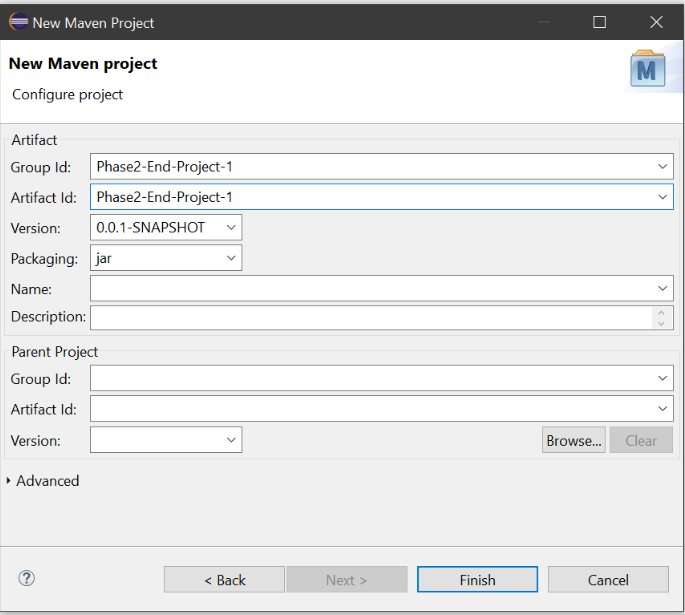 New Maven Project
New Maven project
Configure project
M
Artifact
Group Id: Phase2-End-Project-1
Artifact Id: Phase2-End-Project-1
Version: 0.0.1-SNAPSHOT
Packaging: jar
Name:
Description:
Parent Project
Group Id:
Artifact Id:
Version: Browse... Clear
Advanced
? < Back Next > Finish Cancel